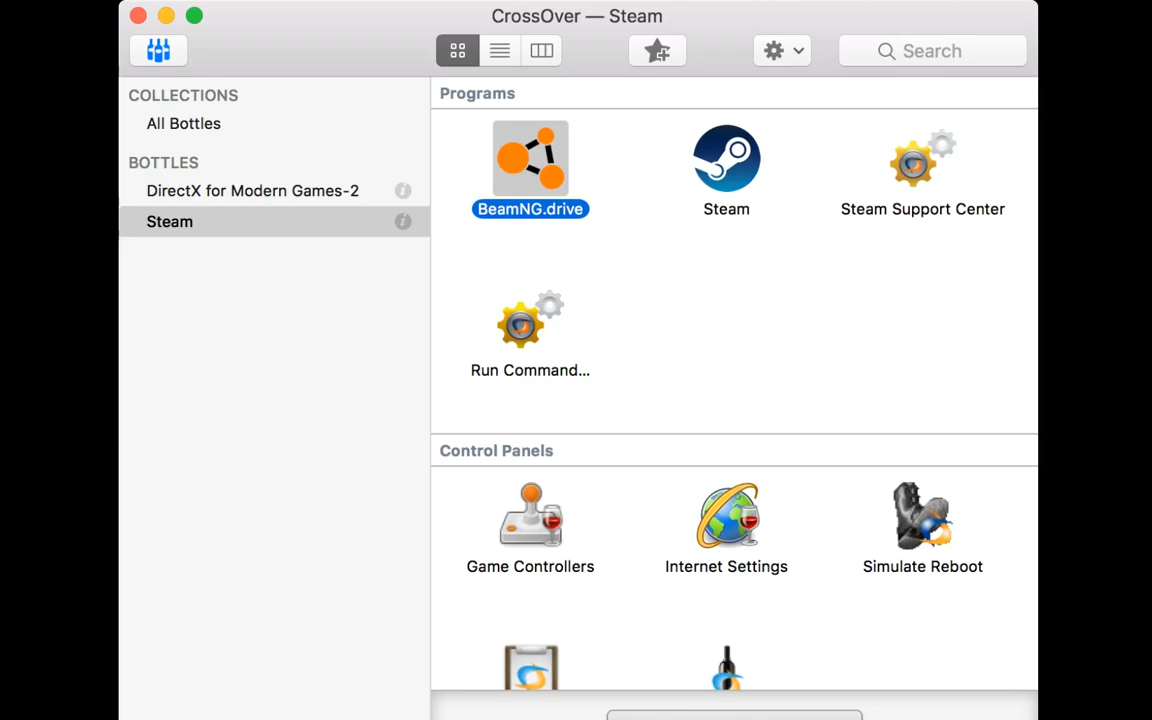 CrossOver — Steam
Search
COLLECTIONS
All Bottles
BOTTLES
DirectX for Modern Games-2
Steam
Programs
BeamNG.drive
Steam
Steam Support Center
Run Command...
Control Panels
Game Controllers
Internet Settings
Simulate Reboot